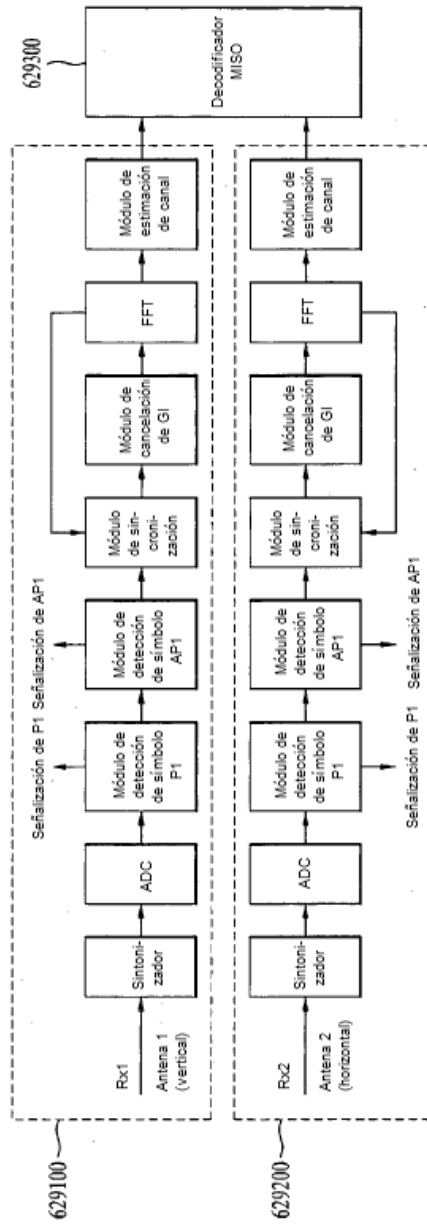 629100
Rx1
Antena 1
(vertical)
Sintoni-
zador
ADC
Módulo de
detección
de símbolo
P1
Señalización de P1
Módulo de
detección
de símbolo
AP1
Señalización de AP1
Módulo
de sin-
croni-
zación
Módulo de
cancelación
de GI
FFT
Módulo de
estimación
de canal
629300
Decodificador
MISO
629200
Rx2
Antena 2
(horizontal)
Sintoni-
zador
ADC
Módulo de
detección
de símbolo
P1
Señalización de P1
Módulo de
detección
de símbolo
AP1
Señalización de AP1
Módulo
de sin-
croni-
zación
Módulo de
cancelación
de GI
FFT
Módulo de
estimación
de canal